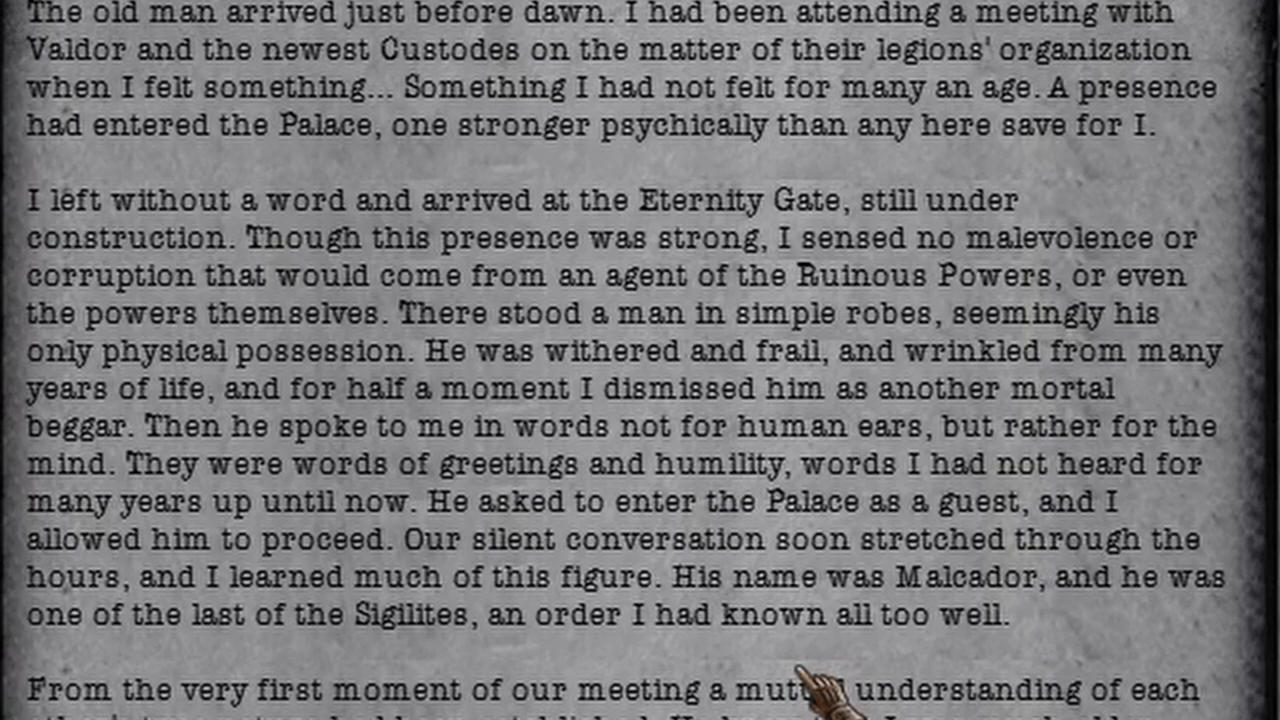 The old man arrived just before dawn. I had been attending a meeting with
Valdor and the newest Custodes on the matter of their legions' organization
when I felt something... Something I had not felt for many an age. A presence
had entered the Palace, one stronger psychically than any here save for I.
I left without a word and arrived at the Eternity Gate, still under
construction. Though this presence was strong, I sensed no malevolence or
corruption that would come from an agent of the Ruinous Powers, or even
the powers themselves. There stood a man in simple robes, seemingly his
only physical possession. He was withered and frail, and wrinkled from many
years of life, and for half a moment I dismissed him as another mortal
beggar. Then he spoke to me in words not for human ears, but rather for the
mind. They were words of greetings and humility, words I had not heard for
many years up until now. He asked to enter the Palace as a guest, and I
allowed him to proceed. Our silent conversation soon stretched through the
hours, and I learned much of this figure. His name was Malcador, and he was
one of the last of the Sigilites, an order I had known all too well.
From the very first moment of our meeting a understanding of each